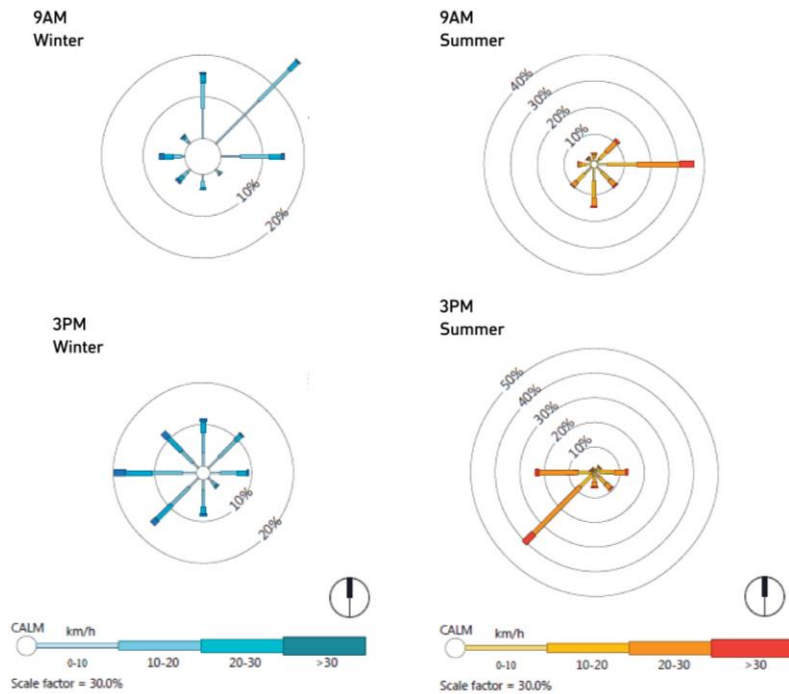 9AM
Winter
10%
20%
9AM
Summer
40%
30%
20%
10%
3PM
Winter
10%
20%
3PM
Summer
50%
40%
30%
20%
10%
CALM
km/h
0-10
10-20
20-30
>30
Scale factor = 30.0%
CALM
km/h
0-10
10-20
20-30
>30
Scale factor = 30.0%